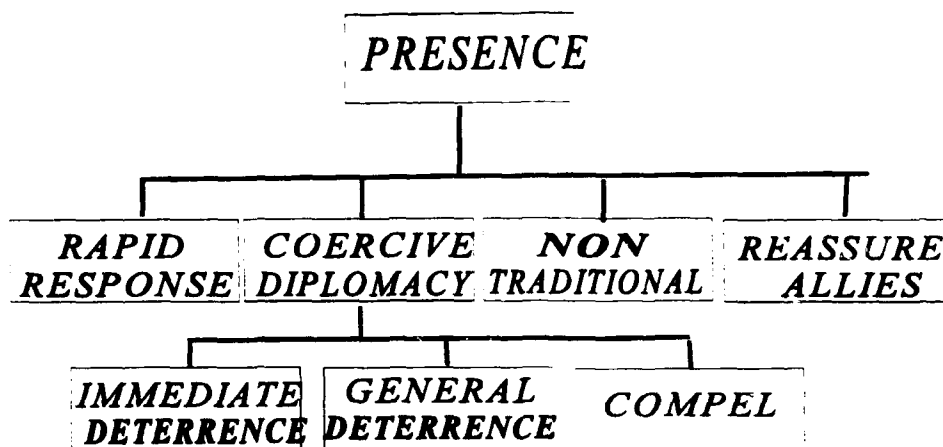 PRESENCE
RAPID
RESPONSE
COERCIVE
DIPLOMACY
NON
TRADITIONAL
REASSURE
ALLIES
IMMEDIATE
DETERRENCE
GENERAL
DETERRENCE
COMPEL